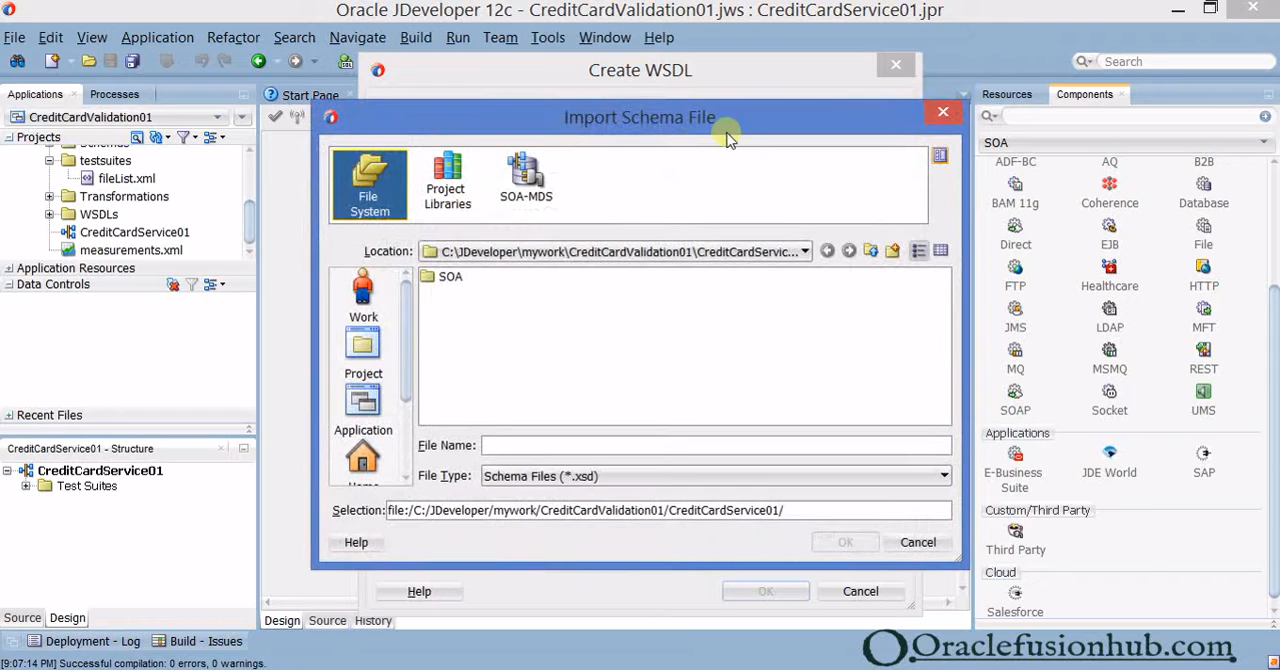 Oracle JDeveloper 12c - CreditCardValidation01.jws : CreditCardService01.jpr
File Edit View Application Refactor Search Navigate Build Run Team Tools Window Help
Search
Applications
Processes
CreditCardValidation01
Projects
testsuites
fileList.xml
Transformations
WSDLs
CreditCardService01
measurements.xml
Application Resources
Data Controls
Recent Files
CreditCardService01 - Structure
CreditCardService01
Test Suites
Source Design
Start Page
Create WSDL
Import Schema File
File System
Project Libraries
SOA-MDS
Location: C:\JDeveloper\mywork\CreditCardValidation01\CreditCardServic...
Work
Project
Application
SOA
File Name:
File Type: Schema Files (*.xsd)
Selection: file:/C:/JDeveloper/mywork/CreditCardValidation01/CreditCardService01/
Help OK Cancel
Help OK Cancel
Design Source History
Resources
Components
SOA
ADF-BC AQ B2B
BAM 11g Coherence Database
Direct EJB File
FTP Healthcare HTTP
JMS LDAP MFT
MQ MSMQ REST
SOAP Socket UMS
Applications
E-Business Suite
JDE World
SAP
Custom/Third Party
Third Party
Cloud
Salesforce
Deployment - Log
Build - Issues
[9:07:14 PM] Successful compilation: 0 errors, 0 warnings.
Oraclefusionhub.com